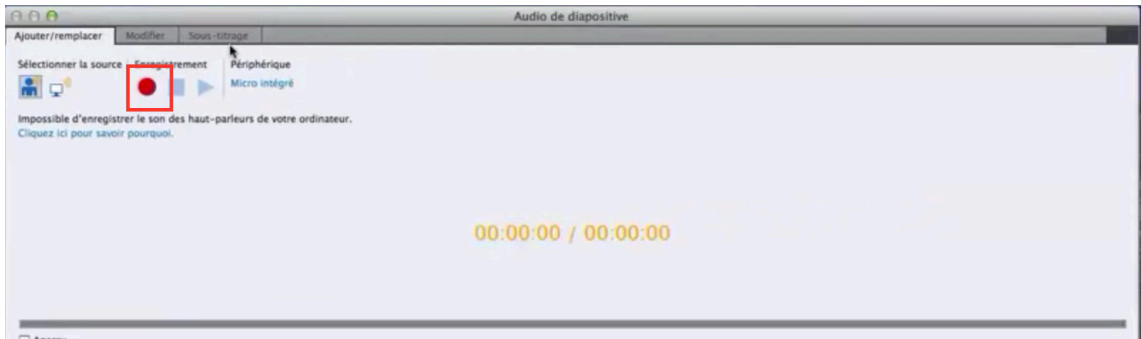 Audio de diapositive
Ajouter/remplacer Modifier Sous-titrage
Sélectionner la source Enregistrement Périphérique
Micro intégré
Impossible d'enregistrer le son des haut-parleurs de votre ordinateur.
Cliquez ici pour savoir pourquoi.
00:00:00 / 00:00:00